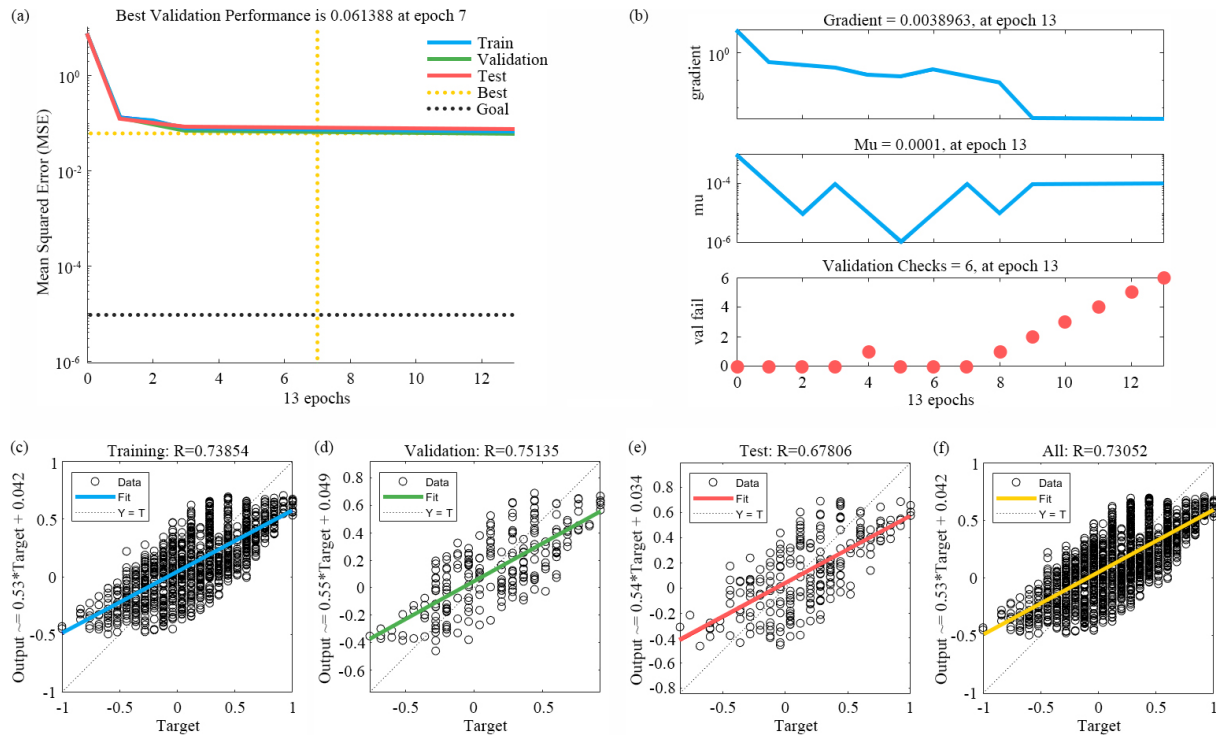 (a)
Best Validation Performance is 0.061388 at epoch 7
Mean Squared Error (MSE)
10^0
10^-2
10^-4
10^-6
Train
Validation
Test
Best
Goal
0 2 4 6 8 10 12
13 epochs
(b)
Gradient = 0.0038963, at epoch 13
gradient
10^0
Mu = 0.0001, at epoch 13
mu
10^-4
10^-6
Validation Checks = 6, at epoch 13
val fail
6
4
2
0
0 2 4 6 8 10 12
13 epochs
(c)
Training: R=0.73854
Output ~= 0.53*Target + 0.042
1
0.5
0
-0.5
-1
Data
Fit
Y = T
-1 -0.5 0 0.5 1
Target
(d)
Validation: R=0.75135
Output ~= 0.55*Target + 0.049
0.8
0.6
0.4
0.2
0
-0.2
-0.4
-0.6
Data
Fit
Y = T
-0.5 0 0.5
Target
(e)
Test: R=0.67806
Output ~= 0.54*Target + 0.034
0.8
0.6
0.4
0.2
0
-0.2
-0.4
-0.6
-0.8
Data
Fit
Y = T
-0.5 0 0.5 1
Target
(f)
All: R=0.73052
Output ~= 0.53*Target + 0.042
1
0.5
0
-0.5
-1
Data
Fit
Y = T
-1 -0.5 0 0.5 1
Target